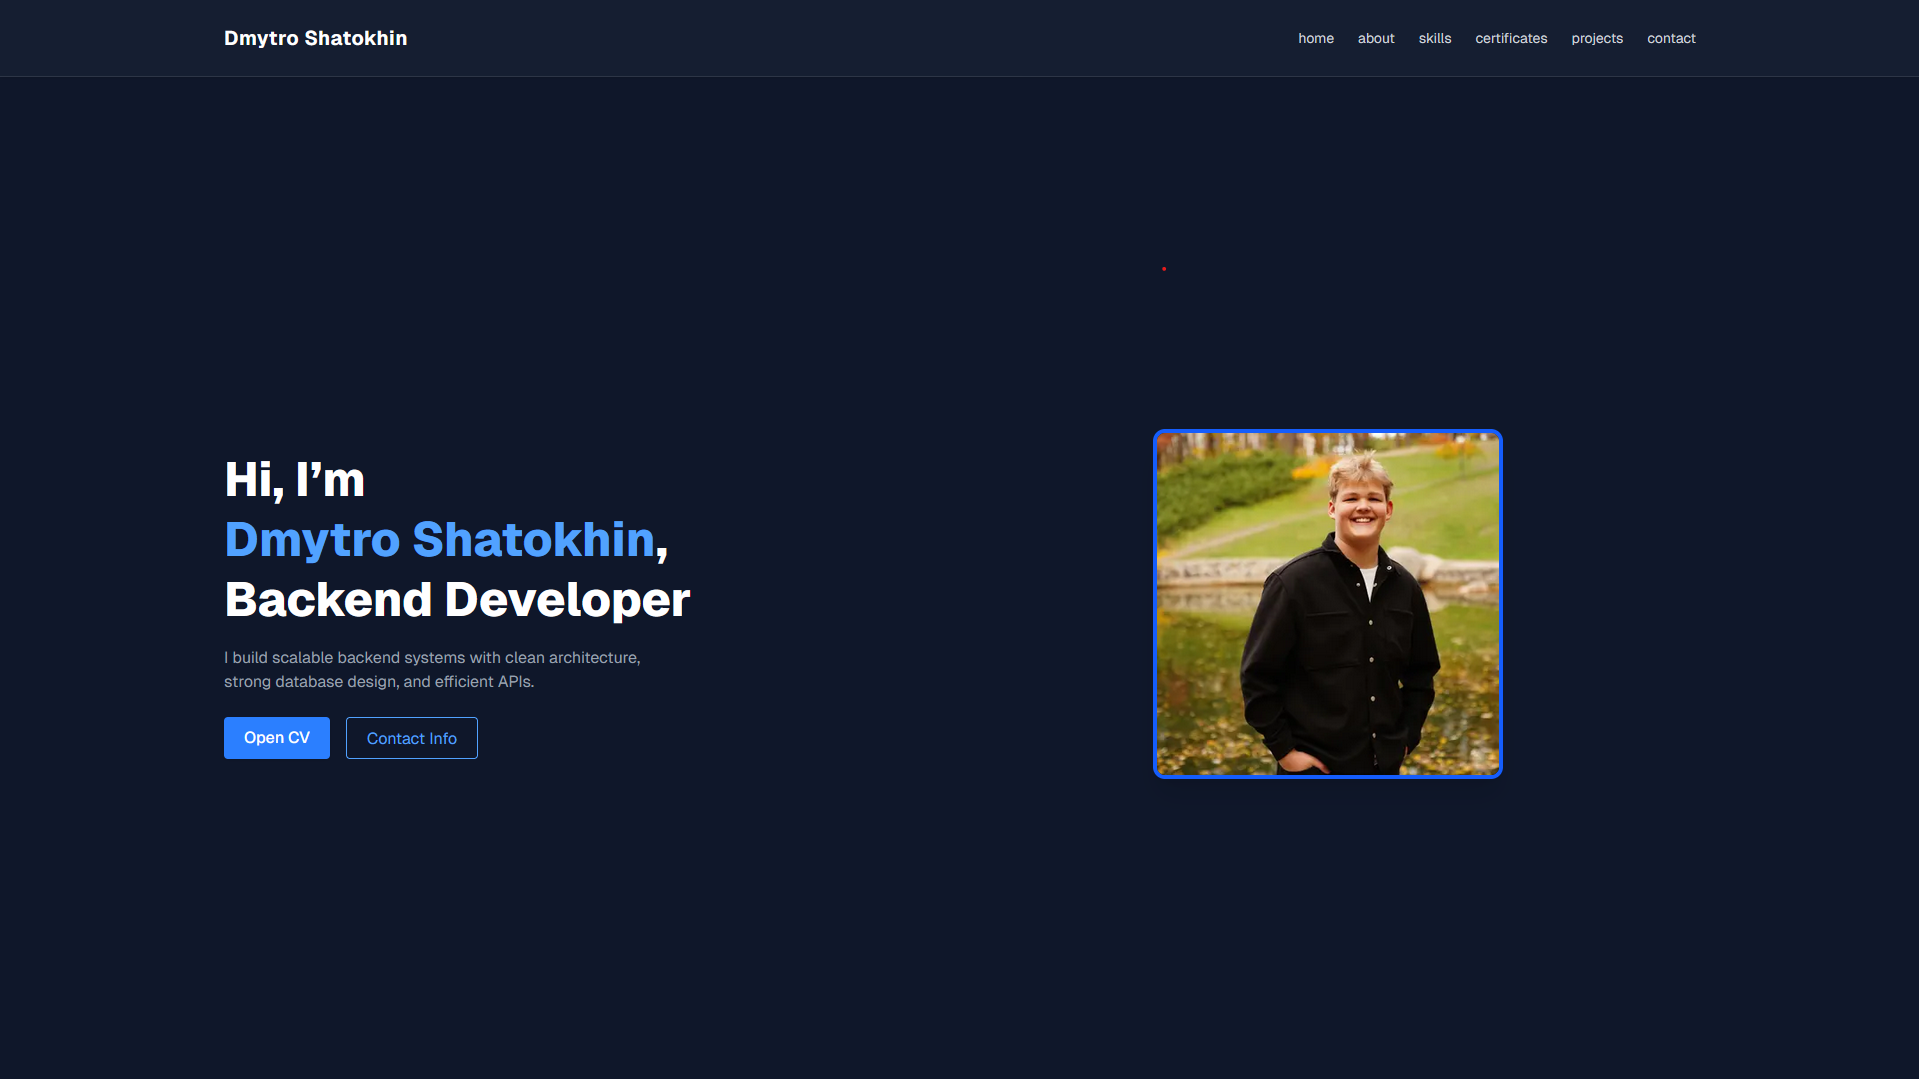 Dmytro Shatokhin
home
about
skills
certificates
projects
contact
Hi, I’m
Dmytro Shatokhin,
Backend Developer
I build scalable backend systems with clean architecture,
strong database design, and efficient APIs.
Open CV
Contact Info